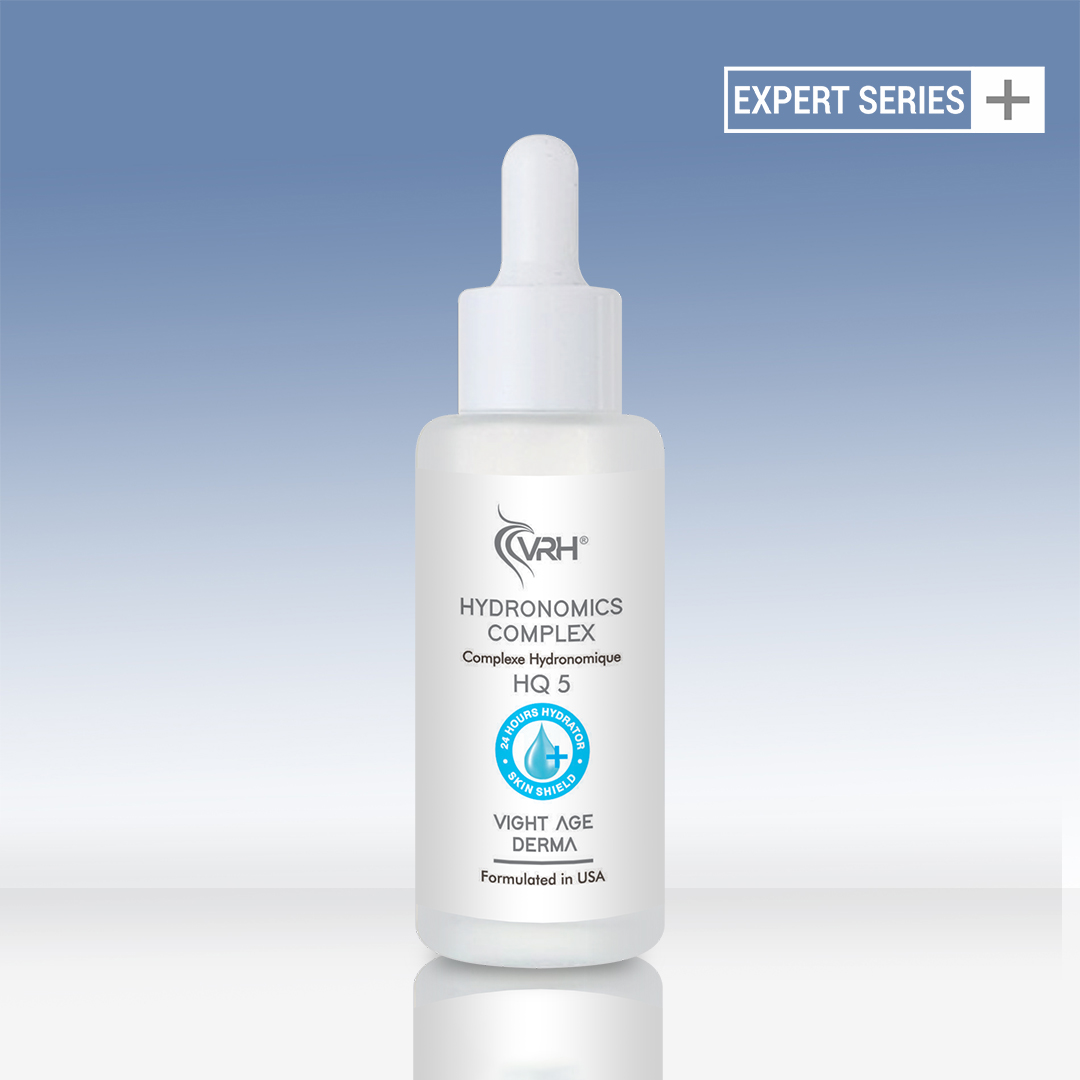 EXPERT SERIES +
VRH®
HYDRONOMICS
COMPLEX
Complexe Hydronomique
HQ 5
24 HOURS HYDRATOR
SKIN SHIELD
VIGHT AGE
DERMA
Formulated in USA